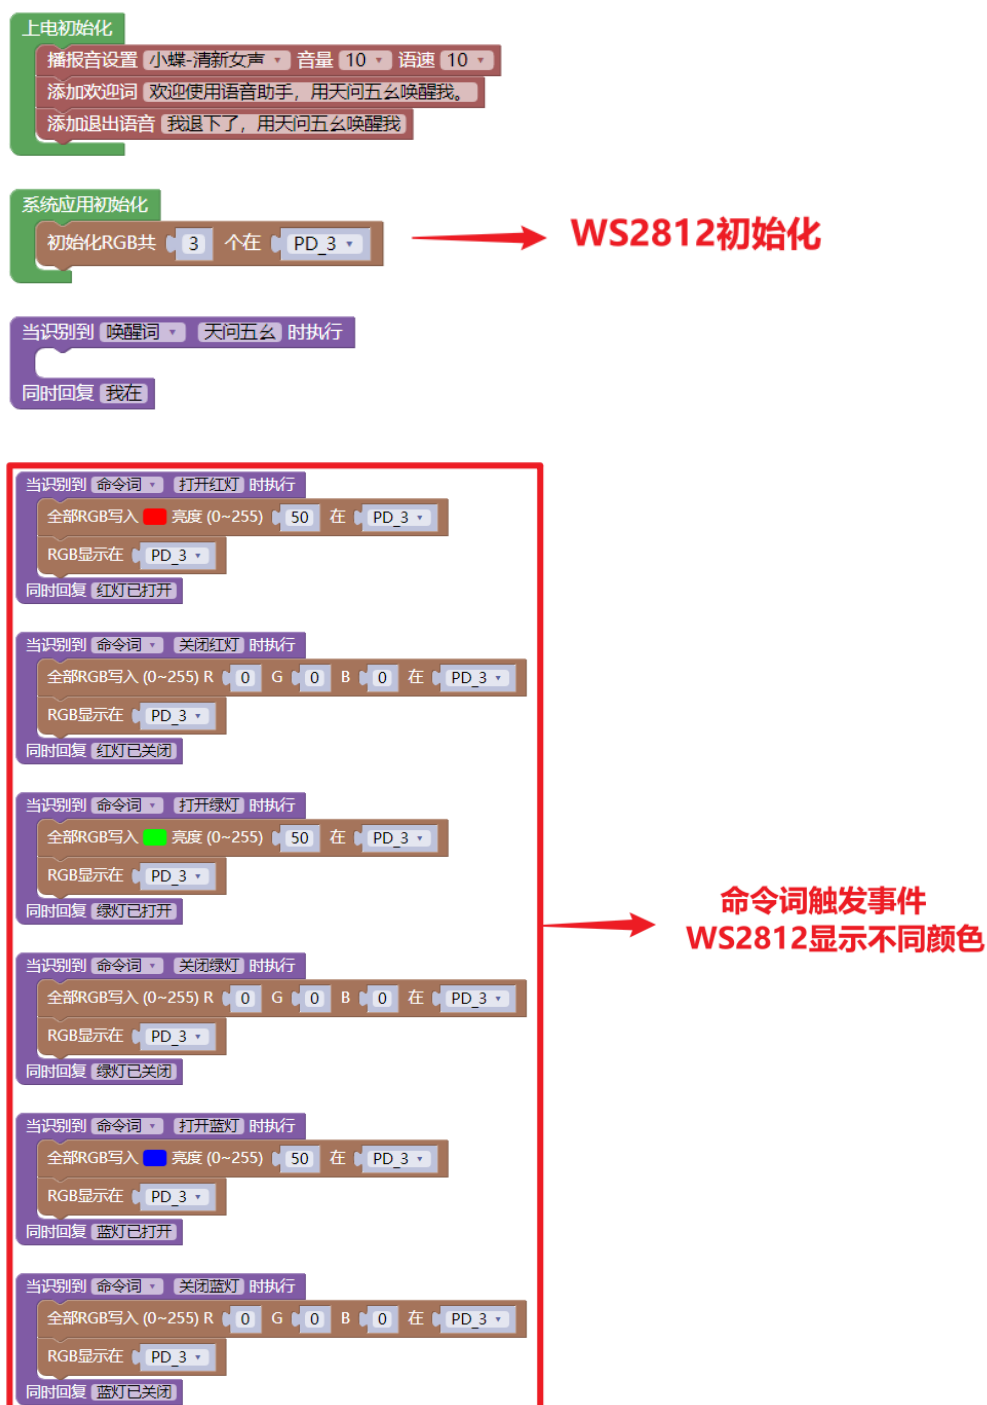 上电初始化
播报音设置 小蝶-清新女声 音量 10 语速 10
添加欢迎词 欢迎使用语音助手，用天问五幺唤醒我。
添加退出语音 我退下了，用天问五幺唤醒我
系统应用初始化
初始化RGB共 3 个在 PD_3
WS2812初始化
当识别到 唤醒词 天问五幺 时执行
同时回复 我在
当识别到 命令词 打开红灯 时执行
全部RGB写入 亮度 (0~255) 50 在 PD_3
RGB显示在 PD_3
同时回复 红灯已打开
当识别到 命令词 关闭红灯 时执行
全部RGB写入 (0~255) R 0 G 0 B 0 在 PD_3
RGB显示在 PD_3
同时回复 红灯已关闭
当识别到 命令词 打开绿灯 时执行
全部RGB写入 亮度 (0~255) 50 在 PD_3
RGB显示在 PD_3
同时回复 绿灯已打开
命令词触发事件
WS2812显示不同颜色
当识别到 命令词 关闭绿灯 时执行
全部RGB写入 (0~255) R 0 G 0 B 0 在 PD_3
RGB显示在 PD_3
同时回复 绿灯已关闭
当识别到 命令词 打开蓝灯 时执行
全部RGB写入 亮度 (0~255) 50 在 PD_3
RGB显示在 PD_3
同时回复 蓝灯已打开
当识别到 命令词 关闭蓝灯 时执行
全部RGB写入 (0~255) R 0 G 0 B 0 在 PD_3
RGB显示在 PD_3
同时回复 蓝灯已关闭